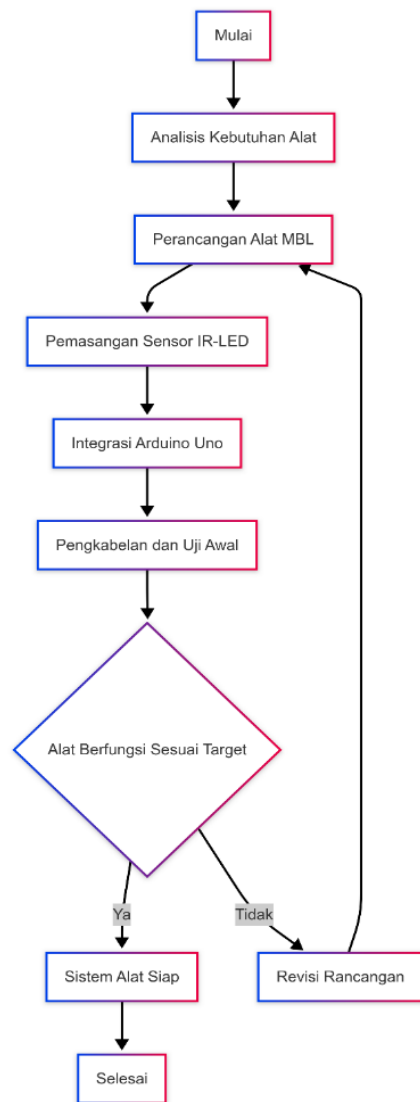 Mulai
Analisis Kebutuhan Alat
Perancangan Alat MBL
Pemasangan Sensor IR-LED
Integrasi Arduino Uno
Pengkabelan dan Uji Awal
Alat Berfungsi Sesuai Target
Ya
Tidak
Sistem Alat Siap
Revisi Rancangan
Selesai